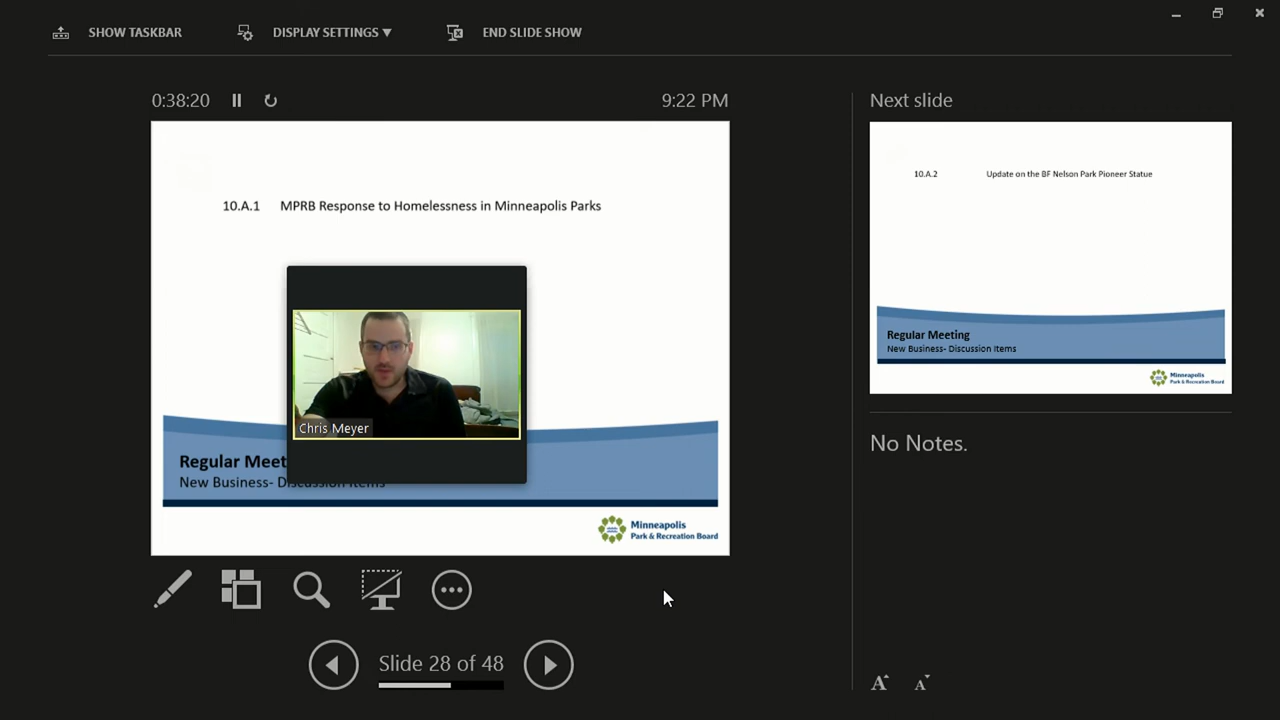 SHOW TASKBAR
DISPLAY SETTINGS ▼
END SLIDE SHOW
0:38:20
9:22 PM
10.A.1 MPRB Response to Homelessness in Minneapolis Parks
Chris Meyer
Regular Meet
New Business- Discussion Items
Minneapolis
Park & Recreation Board
Slide 28 of 48
Next slide
10.A.2 Update on the BF Nelson Park Pioneer Statue
Regular Meeting
New Business- Discussion Items
Minneapolis
Park & Recreation Board
No Notes.
A A